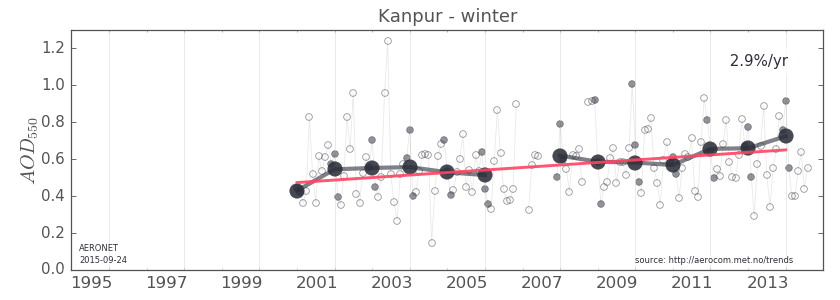 Kanpur - winter
1.2
1.0
0.8
0.6
0.4
0.2
0.0
AOD550
2.9%/yr
AERONET
2015-09-24
source: http://aerocom.met.no/trends
1995 1997 1999 2001 2003 2005 2007 2009 2011 2013